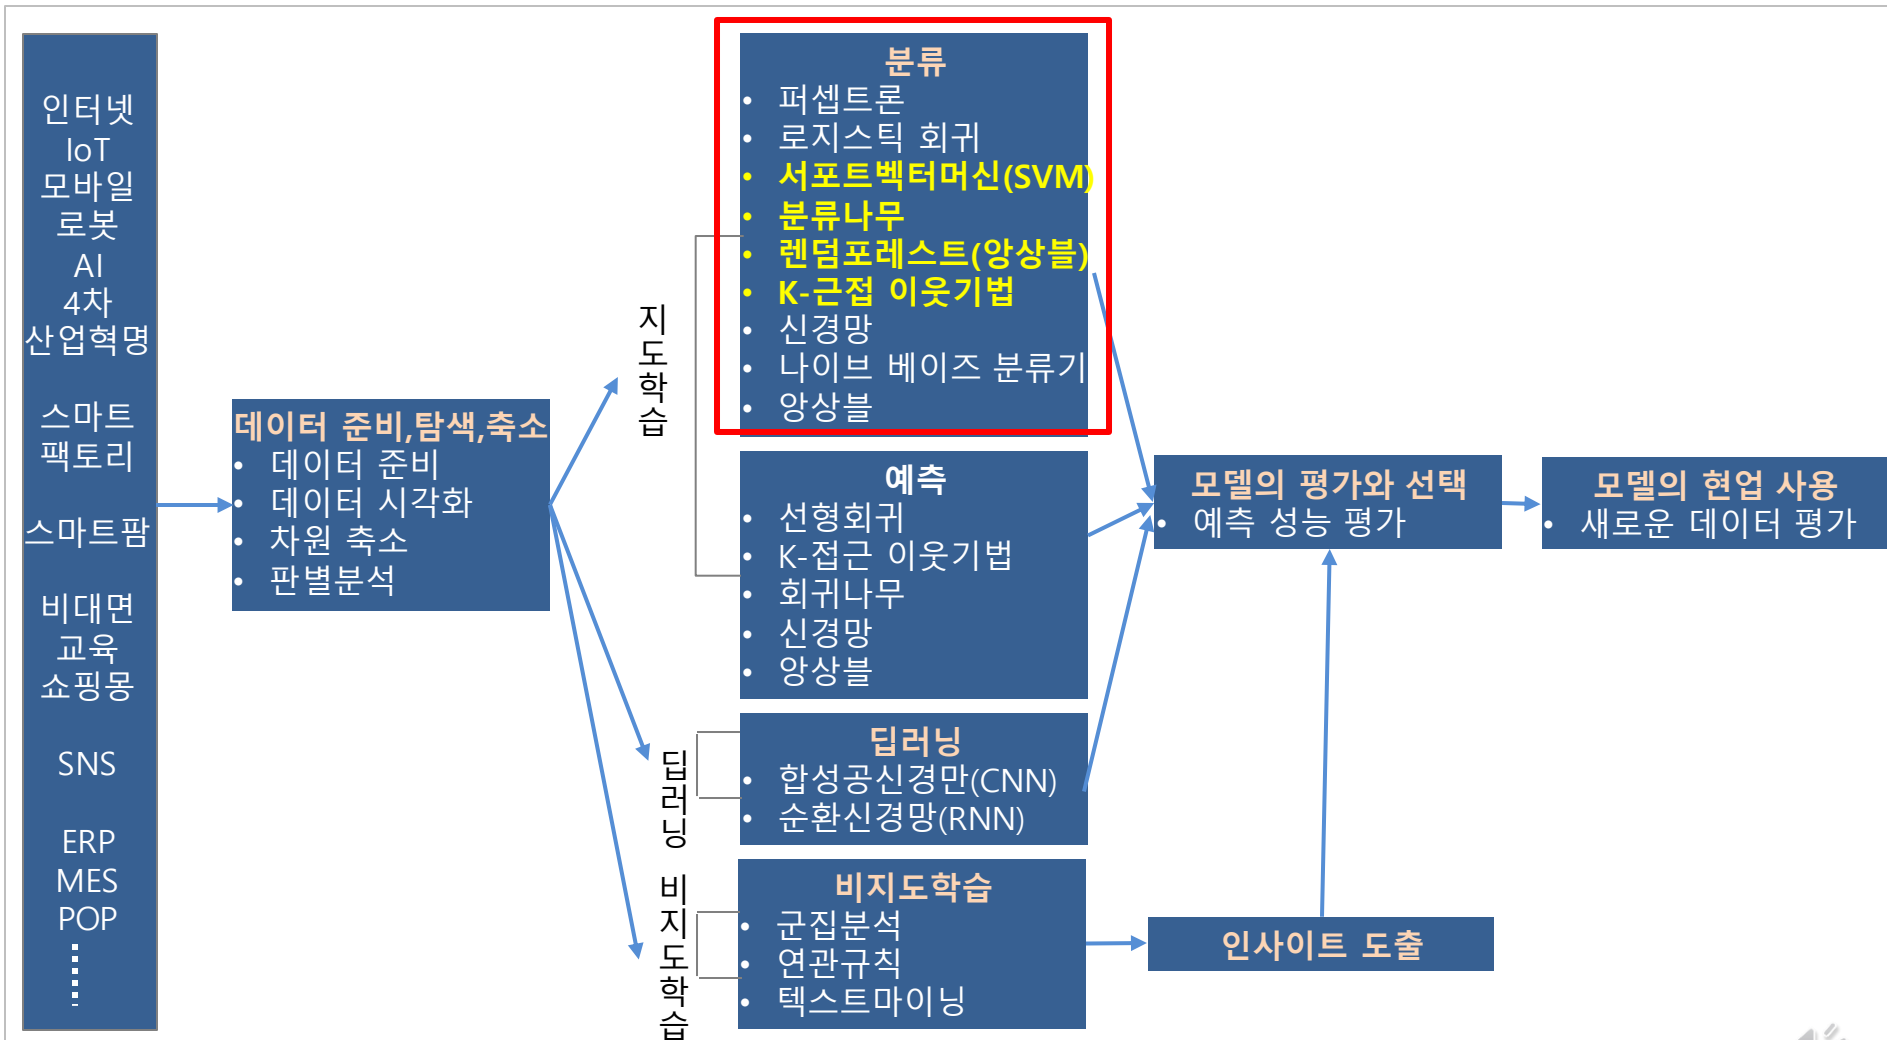 인터넷
IoT
모바일
로봇
AI
4차
산업혁명
스마트
팩토리
스마트팜
비대면
교육
쇼핑몽
SNS
ERP
MES
POP
데이터 준비,탐색,축소
• 데이터 준비
• 데이터 시각화
• 차원 축소
• 판별분석
지도학습
분류
• 퍼셉트론
• 로지스틱 회귀
• 서포트벡터머신(SVM)
• 분류나무
• 렌덤포레스트(앙상블)
• K-근접 이웃기법
• 신경망
• 나이브 베이즈 분류기
• 앙상블
예측
• 선형회귀
• K-접근 이웃기법
• 회귀나무
• 신경망
• 앙상블
딥러닝
딥러닝
• 합성공신경만(CNN)
• 순환신경망(RNN)
비지도학습
비지도학습
• 군집분석
• 연관규칙
• 텍스트마이닝
모델의 평가와 선택
• 예측 성능 평가
모델의 현업 사용
• 새로운 데이터 평가
인사이트 도출